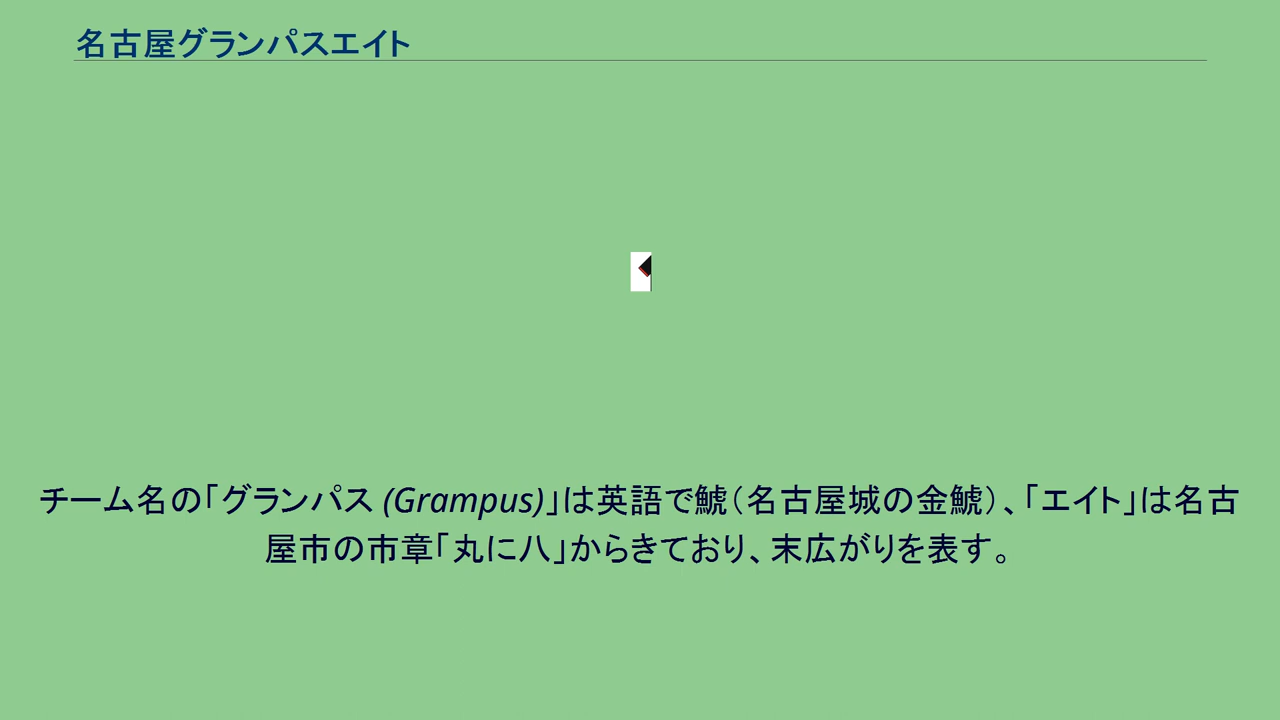 名古屋グランパスエイト
チーム名の「グランパス (Grampus)」は英語で鯱（名古屋城の金鯱）、「エイト」は名古
屋市の市章「丸に八」からきており、末広がりを表す。